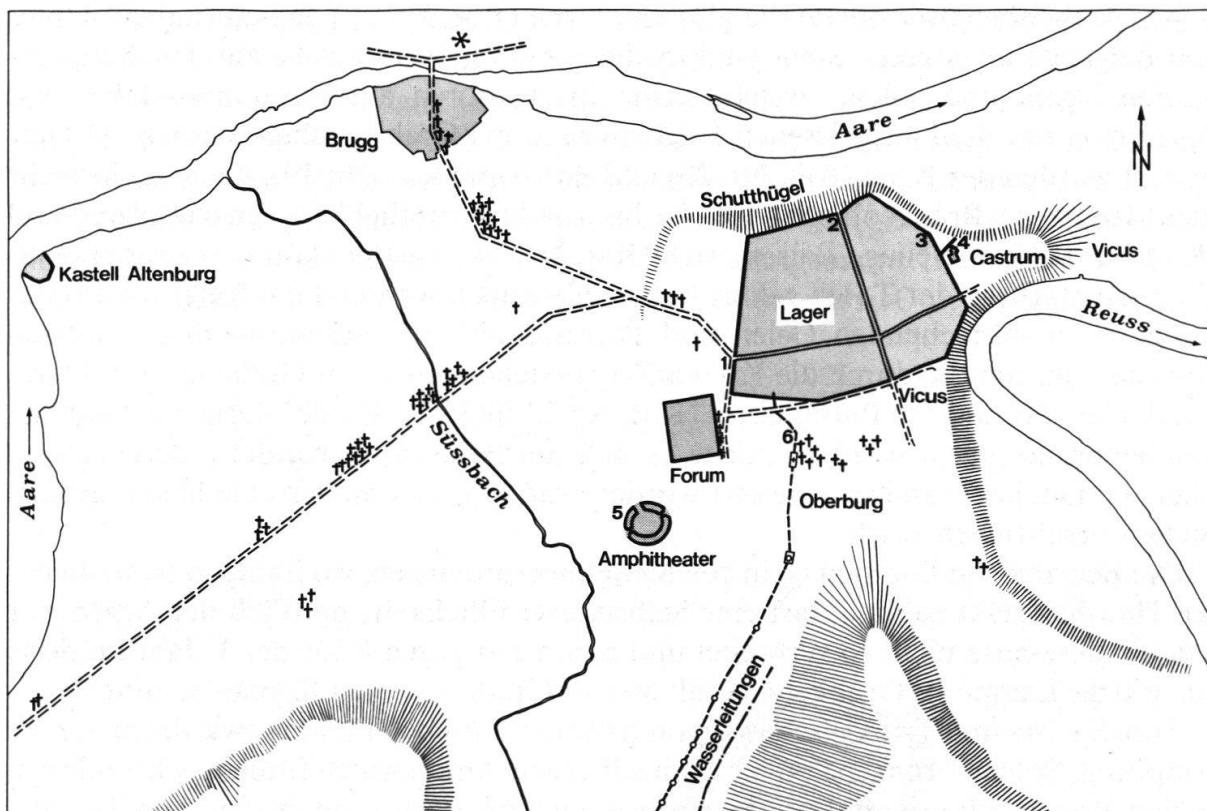 *
Brugg
Aare
N
Schutthügel
2
3
4
Castrum
Vicus
Kastell Altenburg
Lager
Reuss
1
Vicus
Aare
Süssbach
Forum
6
Oberburg
5
Amphitheater
Wasserleitungen